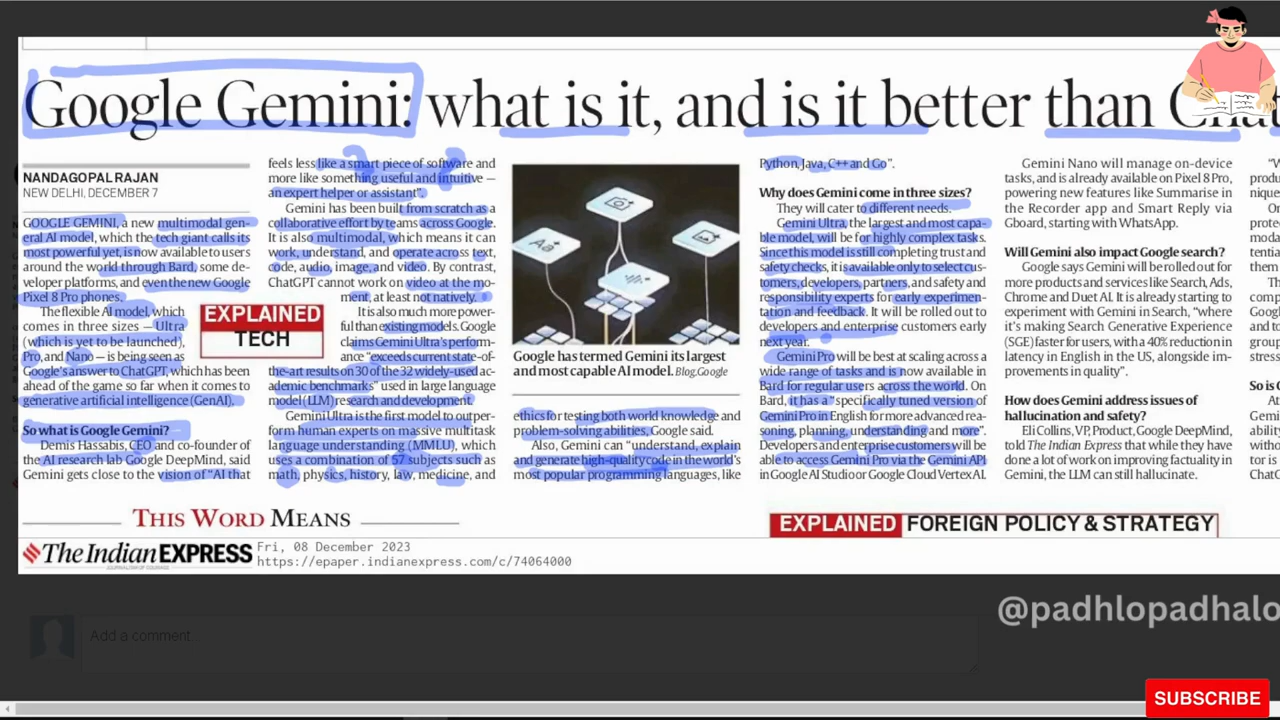 Google Gemini: what is it, and is it better than
NANDAGOPAL RAJAN
NEW DELHI, DECEMBER 7
GOOGLE GEMINI, a new multimodal gen-
eral AI model, which the tech giant calls its
most powerful yet, is now available to users
around the world through Bard, some de-
veloper platforms, and even the new Google
Pixel 8 Pro phones.
The flexible AI model, which
comes in three sizes — Ultra
(which is yet to be launched),
Pro, and Nano — is being seen as
Google's answer to ChatGPT, which has been
ahead of the game so far when it comes to
generative artificial intelligence (GenAI).
So what is Google Gemini?
Demis Hassabis, CEO and co-founder of
the AI research lab Google DeepMind, said
Gemini gets close to the vision of "AI that
feels less like a smart piece of software and
more like something useful and intuitive —
an expert helper or assistant".
Gemini has been built from scratch as a
collaborative effort by teams across Google.
It is also multimodal, which means it can
work, understand, and operate across text,
code, audio, image, and video. By contrast,
ChatGPT cannot work on video at the mo-
ment, at least not natively.
It is also much more power-
ful than existing models. Google
claims Gemini Ultra's perform-
ance "exceeds current state-of-
the-art results on 30 of the 32 widely-used ac-
ademic benchmarks" used in large language
model (LLM) research and development.
Gemini Ultra is the first model to outper-
form human experts on massive multitask
language understanding (MMLU), which
uses a combination of 57 subjects such as
math, physics, history, law, medicine, and
EXPLAINED
TECH
Google has termed Gemini its largest
and most capable AI model. Blog.Google
ethics for testing both world knowledge and
problem-solving abilities, Google said.
Also, Gemini can "understand, explain
and generate high-quality code in the world's
most popular programming languages, like
Python, Java, C++ and Go".
Why does Gemini come in three sizes?
They will cater to different needs.
Gemini Ultra, the largest and most capa-
ble model, will be for highly complex tasks.
Since this model is still completing trust and
safety checks, it is available only to select cus-
tomers, developers, partners, and safety and
responsibility experts for early experimen-
tation and feedback. It will be rolled out to
developers and enterprise customers early
next year.
Gemini Pro will be best at scaling across a
wide range of tasks and is now available in
Bard for regular users across the world. On
Bard, it has a "specifically tuned version of
Gemini Pro in English for more advanced rea-
soning, planning, understanding and more".
Developers and enterprise customers will be
able to access Gemini Pro via the Gemini API
in Google AI Studio or Google Cloud Vertex AI.
Gemini Nano will manage on-device
tasks, and is already available on Pixel 8 Pro,
powering new features like Summarise in
the Recorder app and Smart Reply via
Gboard, starting with WhatsApp.
Will Gemini also impact Google search?
Google says Gemini will be rolled out for
more products and services like Search, Ads,
Chrome and Duet AI. It is already starting to
experiment with Gemini in Search, "where
it's making Search Generative Experience
(SGE) faster for users, with a 40% reduction in
latency in English in the US, alongside im-
provements in quality".
How does Gemini address issues of
hallucination and safety?
Eli Collins, VP, Product, Google DeepMind,
told The Indian Express that while they have
done a lot of work on improving factuality in
Gemini, the LLM can still hallucinate.
THIS WORD MEANS
EXPLAINED FOREIGN POLICY & STRATEGY
The Indian EXPRESS
JOURNALISM OF COURAGE
Fri, 08 December 2023
https://epaper.indianexpress.com/c/74064000
@padhlopadhalo
Add a comment...
SUBSCRIBE